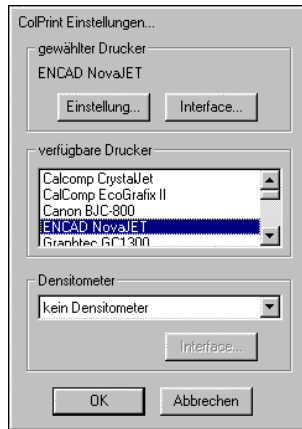 ColPrint Einstellungen...
gewählter Drucker
ENCAD NovaJET
Einstellung... Interface...
verfügbare Drucker
Calcomp CrystalJet
CalComp EcoGrafix II
Canon BJC-800
ENCAD NovaJET
Graphtec GC1300
Densitometer
kein Densitometer
Interface...
OK Abbrechen